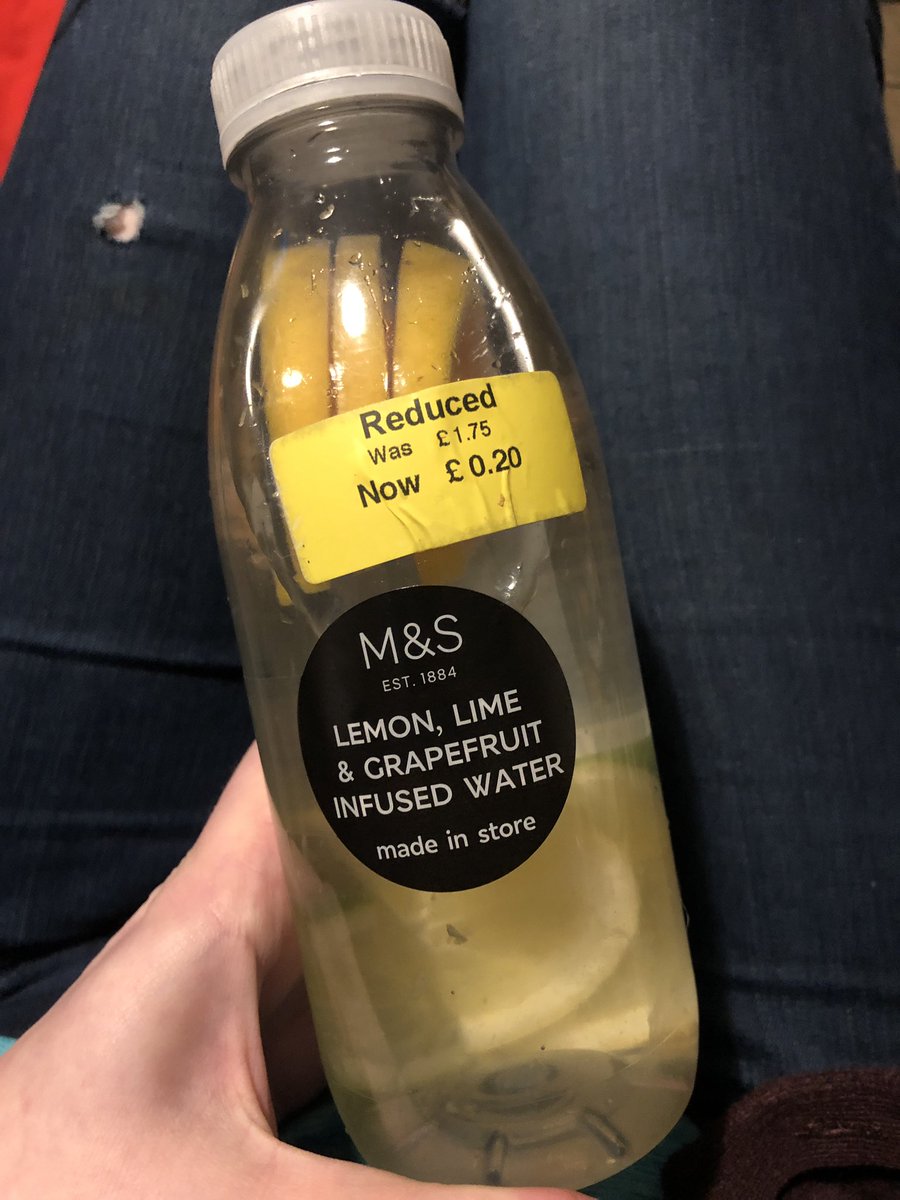 Reduced
Was £1.75
Now £0.20
M&S
EST. 1884
LEMON, LIME
& GRAPEFRUIT
INFUSED WATER
made in store